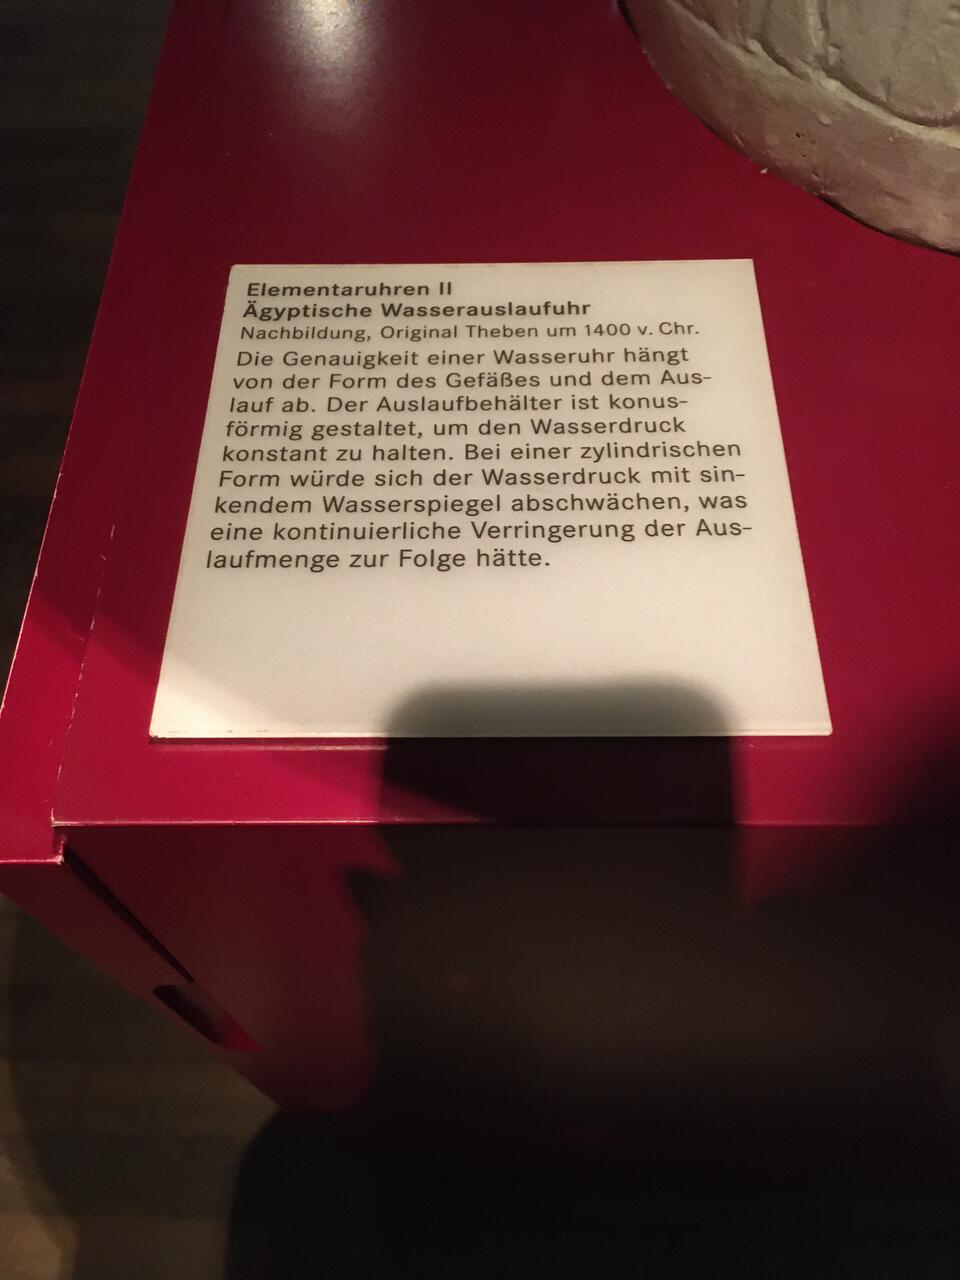 Elementaruhren II
Ägyptische Wasserauslaufuhr
Nachbildung, Original Theben um 1400 v. Chr.
Die Genauigkeit einer Wasseruhr hängt
von der Form des Gefäßes und dem Aus-
lauf ab. Der Auslaufbehälter ist konus-
förmig gestaltet, um den Wasserdruck
konstant zu halten. Bei einer zylindrischen
Form würde sich der Wasserdruck mit sin-
kendem Wasserspiegel abschwächen, was
eine kontinuierliche Verringerung der Aus-
laufmenge zur Folge hätte.